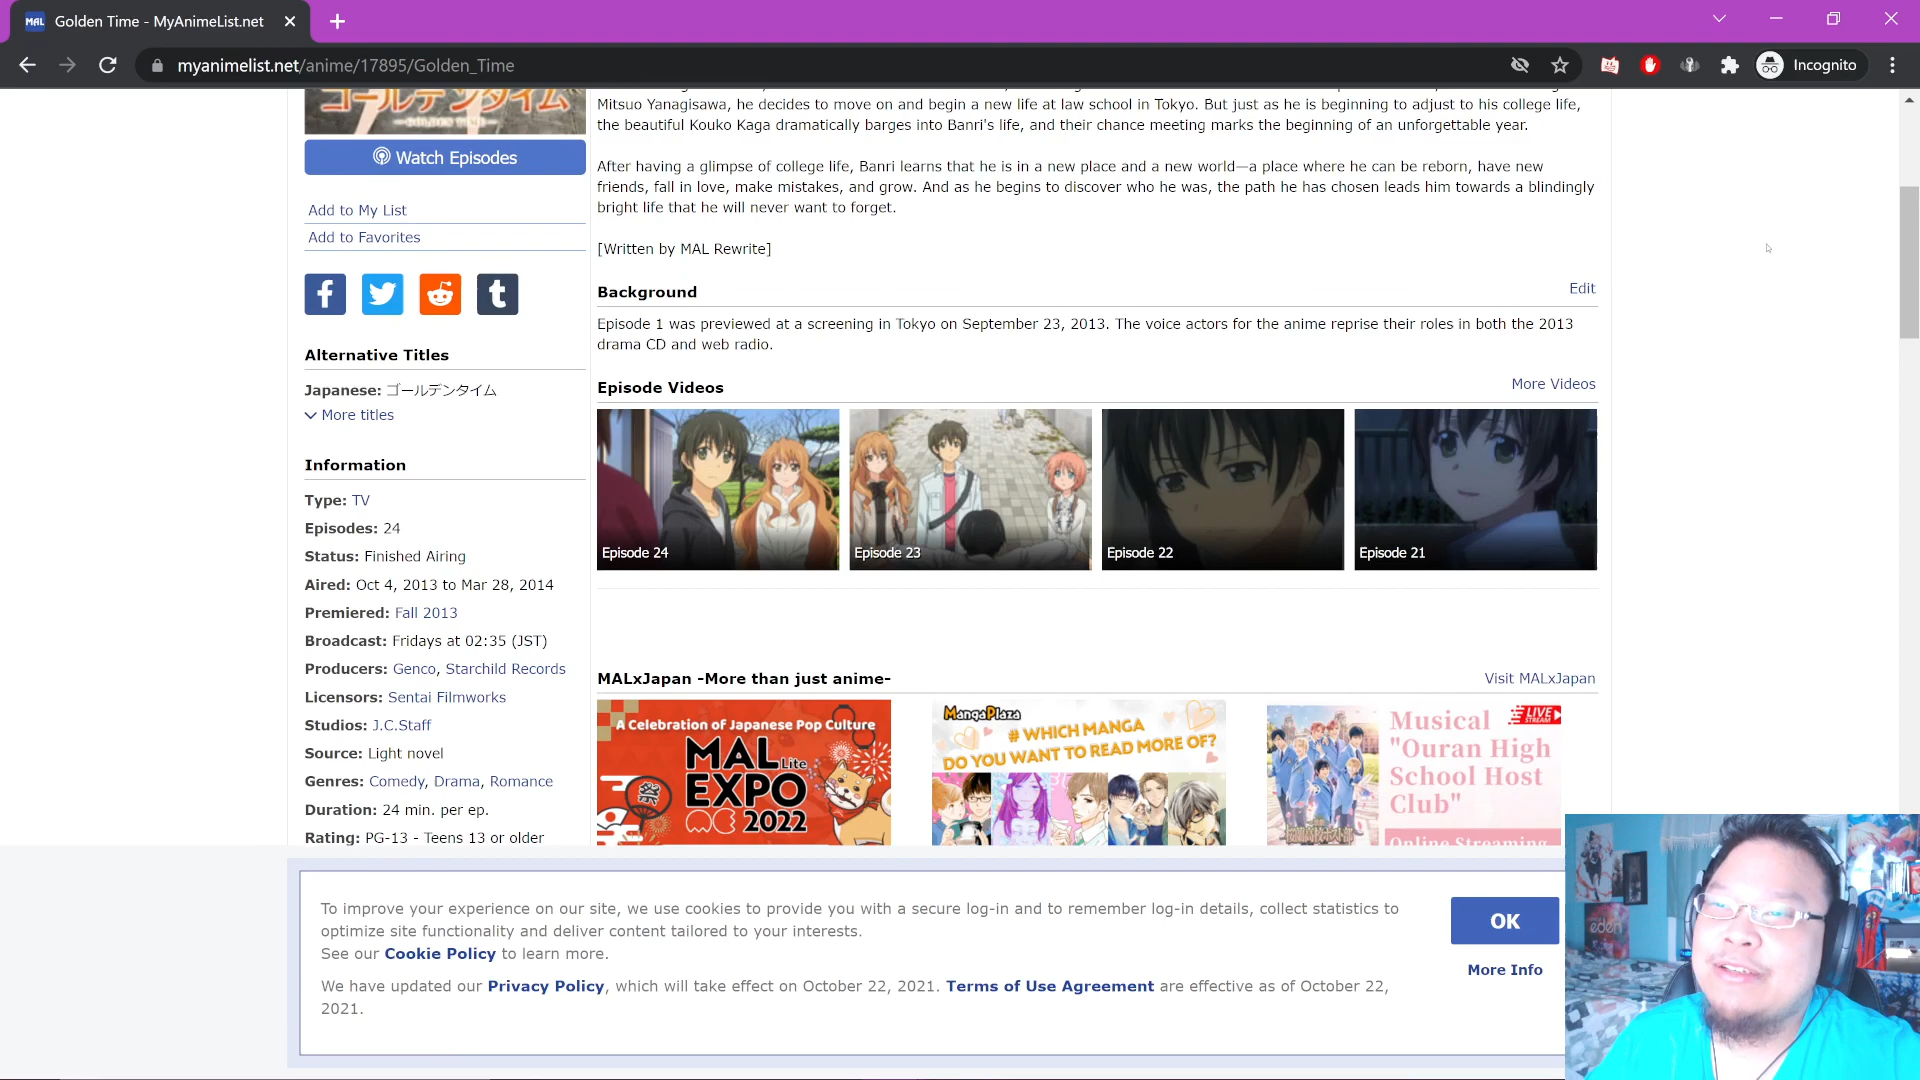 MAL Golden Time - MyAnimeList.net
myanimelist.net/anime/17895/Golden_Time
Incognito
ゴールデンタイム
GOLDEN TIME
Watch Episodes
Add to My List
Add to Favorites
Alternative Titles
Japanese: ゴールデンタイム
More titles
Information
Type: TV
Episodes: 24
Status: Finished Airing
Aired: Oct 4, 2013 to Mar 28, 2014
Premiered: Fall 2013
Broadcast: Fridays at 02:35 (JST)
Producers: Genco, Starchild Records
Licensors: Sentai Filmworks
Studios: J.C.Staff
Source: Light novel
Genres: Comedy, Drama, Romance
Duration: 24 min. per ep.
Rating: PG-13 - Teens 13 or older
Mitsuo Yanagisawa, he decides to move on and begin a new life at law school in Tokyo. But just as he is beginning to adjust to his college life,
the beautiful Kouko Kaga dramatically barges into Banri's life, and their chance meeting marks the beginning of an unforgettable year.
After having a glimpse of college life, Banri learns that he is in a new place and a new world—a place where he can be reborn, have new
friends, fall in love, make mistakes, and grow. And as he begins to discover who he was, the path he has chosen leads him towards a blindingly
bright life that he will never want to forget.
[Written by MAL Rewrite]
Background
Edit
Episode 1 was previewed at a screening in Tokyo on September 23, 2013. The voice actors for the anime reprise their roles in both the 2013
drama CD and web radio.
Episode Videos
More Videos
Episode 24
Episode 23
Episode 22
Episode 21
MALxJapan -More than just anime-
Visit MALxJapan
A Celebration of Japanese Pop Culture
MAL Lite
EXPO
2022
祭
MangaPlaza
# WHICH MANGA
DO YOU WANT TO READ MORE OF?
LIVE
STREAM
Musical
"Ouran High
School Host
Club"
Online Streaming
To improve your experience on our site, we use cookies to provide you with a secure log-in and to remember log-in details, collect statistics to
optimize site functionality and deliver content tailored to your interests.
See our Cookie Policy to learn more.
We have updated our Privacy Policy, which will take effect on October 22, 2021. Terms of Use Agreement are effective as of October 22,
2021.
OK
More Info
eden